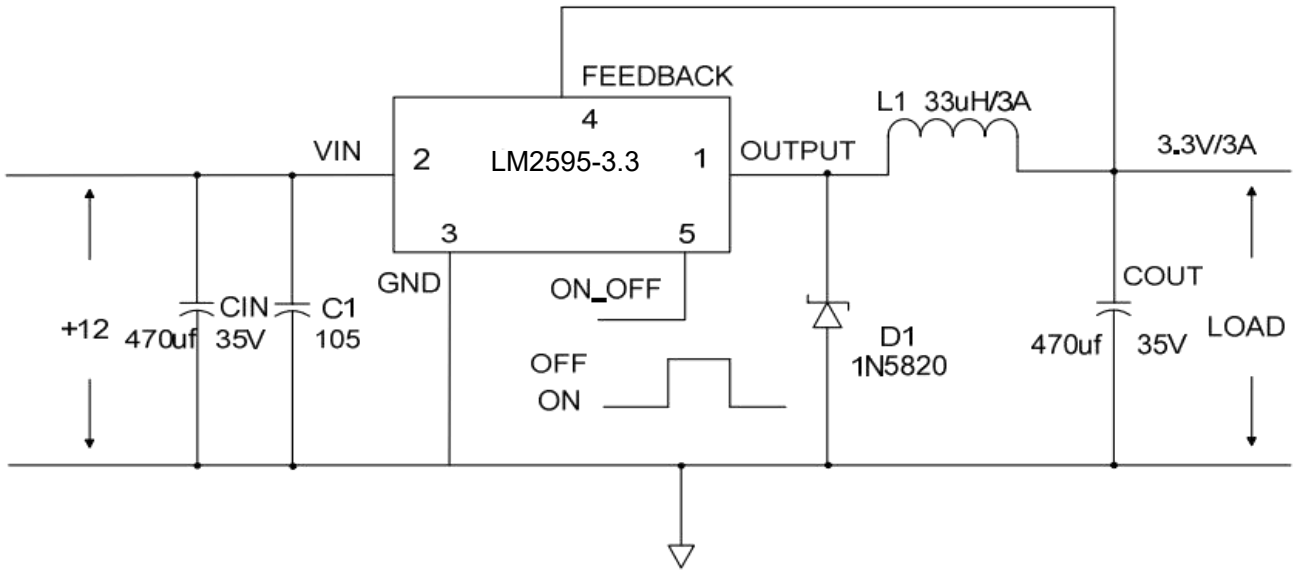 FEEDBACK
4
L1 33uH/3A
VIN
2
LM2595-3.3
1
OUTPUT
3.3V/3A
3
5
GND
ON_OFF
COUT
+12
CIN
470uf 35V
C1
105
D1
1N5820
470uf 35V
LOAD
OFF
ON